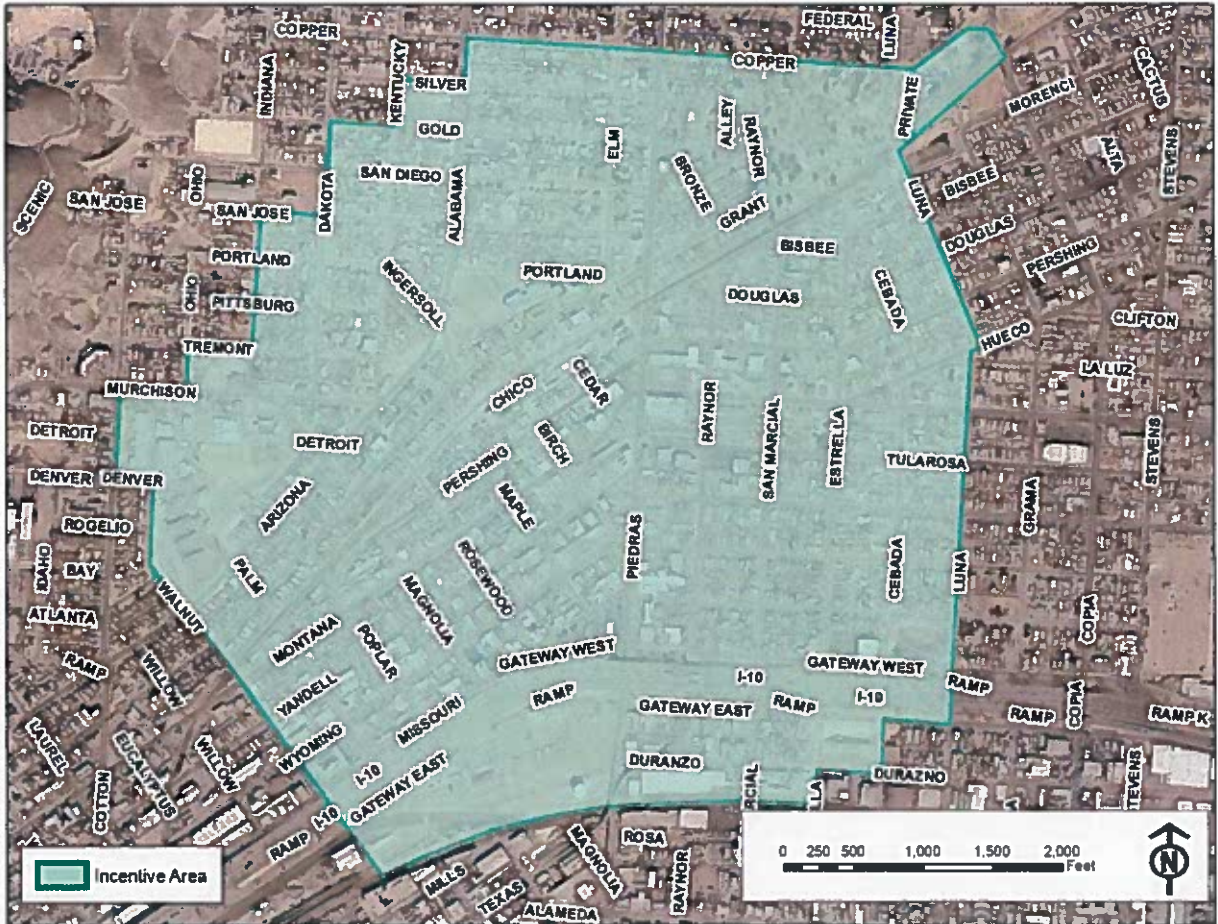 COPPER
FEDERAL
LUNA
COPPER
INDIANA
KENTUCKY
SILVER
PRIVATE
MORENCI
CACTUS
GOLD
ELM
ALLEY
RAYNOR
ALTA
STEVENS
SAN DIEGO
BRONZE
BISBEE
LUNA
SCENC
SAN JOSE
OHIO
SAN JOSE
DAKOTA
ALABAMA
GRANT
DOUGLAS
BISBEE
PERSHING
PORTLAND
PORTLAND
INGERSOLL
OHIO
PITTSBURG
DOUGLAS
CEBADA
CLIFTON
HUECO
TREMONT
LA LUZ
MURCHISON
CHICO
CEDAR
RAYNOR
SAN MARCIAL
ESTRELLA
DETROIT
DETROIT
BIRCH
STEVENS
TULAROSA
DENVER
DENVER
PERSHING
ARIZONA
MAPLE
GRAMA
ROGELIO
PIEDRAS
IDAHO
BAY
PALM
ROSEWOOD
CEBADA
LUNA
WALNUT
MAGNOLIA
ATLANTA
COPIA
MONTANA
POPLAR
GATEWAY WEST
GATEWAY WEST
RAMP
WILLOW
YANDELL
RAMP
I-10
RAMP
I-10
RAMP
RAMP
COPIA
RAMP K
MISSOURI
GATEWAY EAST
LAUREL
EUCALYPTUS
WILLOW
WYOMING
DURANZO
DURAZNO
STEVENS
I-10
GATEWAY EAST
COTTON
RCIAL
LLA
A
I-10
RAMP
MAGNOLIA
ROSA
RAYNOR
MILLS
TEXAS
ALAMEDA
Incentive Area
0 250 500 1,000 1,500 2,000
Feet
N